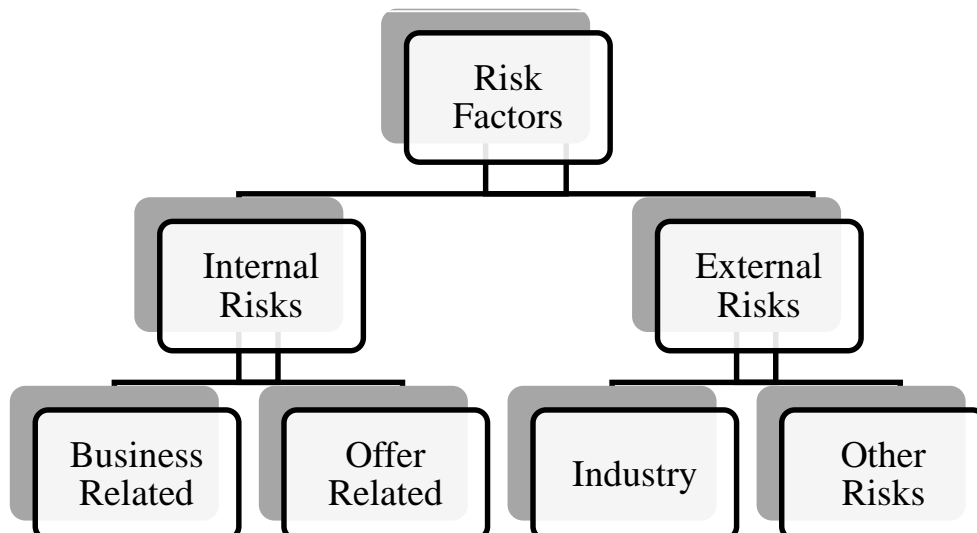 Risk
Factors
Internal
Risks
External
Risks
Business
Related
Offer
Related
Industry
Other
Risks